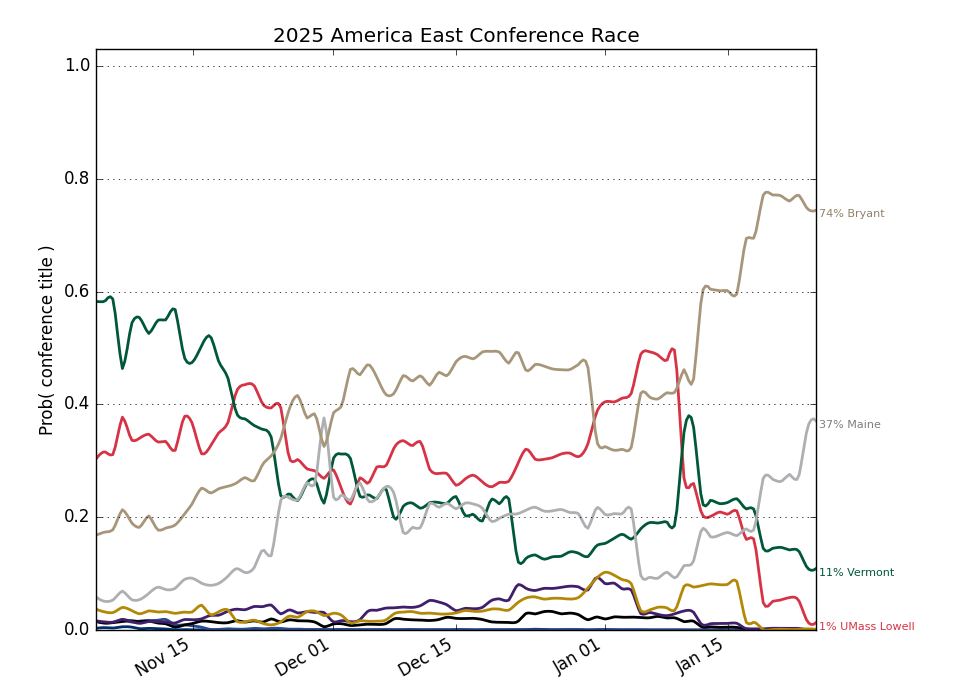 2025 America East Conference Race
1.0
0.8
0.6
0.4
0.2
0.0
Prob( conference title )
74% Bryant
37% Maine
11% Vermont
1% UMass Lowell
Nov 15
Dec 01
Dec 15
Jan 01
Jan 15